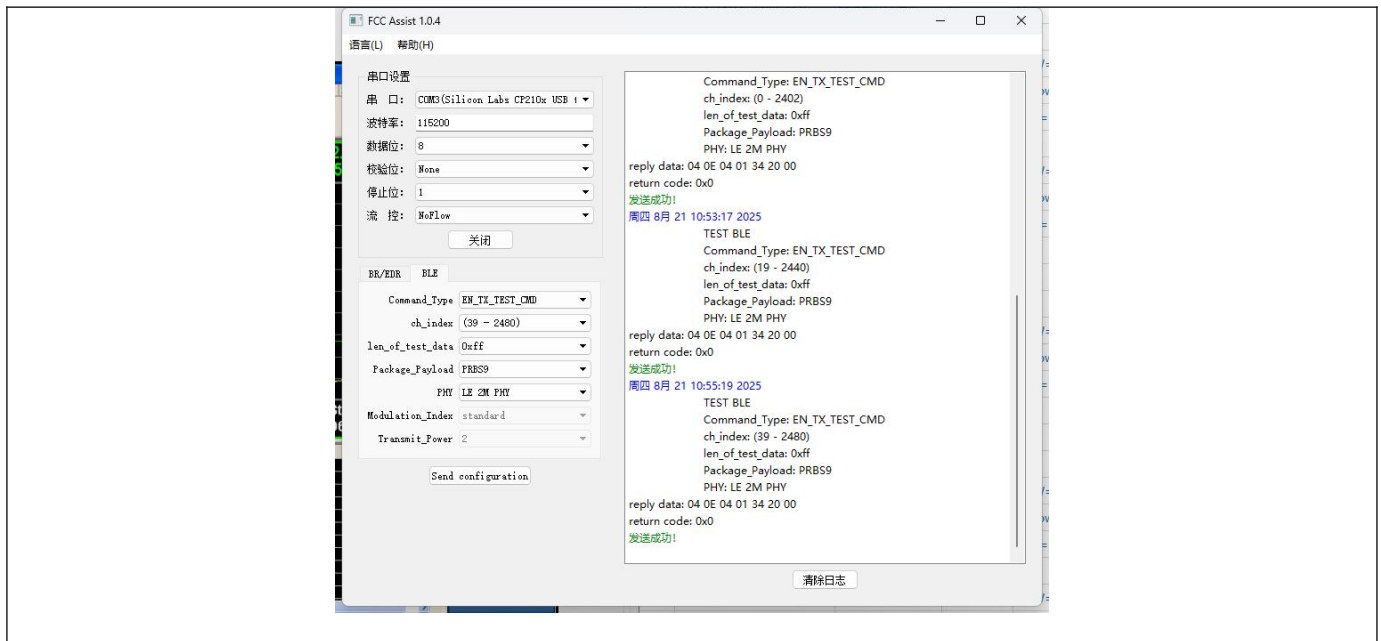 FCC Assist 1.0.4
语言(L) 帮助(H)
串口设置
串 口: COM3(Silicon Labs CP210x USB
波特率: 115200
数据位: 8
校验位: None
停止位: 1
流 控: NoFlow
关闭
BR/EDR BLE
Command_Type EN_TX_TEST_CMD
ch_index (39 - 2480)
len_of_test_data 0xff
Package_Payload PRBS9
PHY LE 2M PHY
Modulation_Index standard
Transmit_Power 2
Send configuration
Command_Type: EN_TX_TEST_CMD
ch_index: (0 - 2402)
len_of_test_data: 0xff
Package_Payload: PRBS9
PHY: LE 2M PHY
reply data: 04 0E 04 01 34 20 00
return code: 0x0
发送成功!
周四 8月 21 10:53:17 2025
TEST BLE
Command_Type: EN_TX_TEST_CMD
ch_index: (19 - 2440)
len_of_test_data: 0xff
Package_Payload: PRBS9
PHY: LE 2M PHY
reply data: 04 0E 04 01 34 20 00
return code: 0x0
发送成功!
周四 8月 21 10:55:19 2025
TEST BLE
Command_Type: EN_TX_TEST_CMD
ch_index: (39 - 2480)
len_of_test_data: 0xff
Package_Payload: PRBS9
PHY: LE 2M PHY
reply data: 04 0E 04 01 34 20 00
return code: 0x0
发送成功!
清除日志